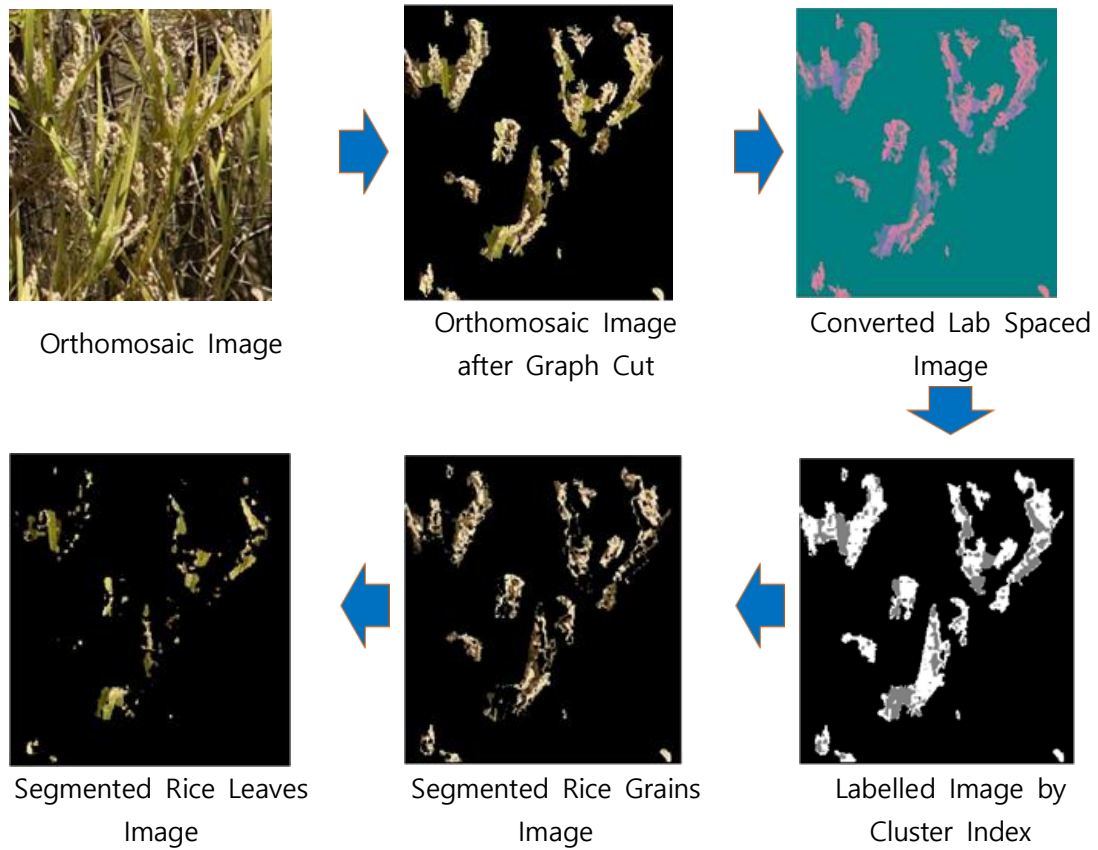 Orthomosaic Image
Orthomosaic Image
after Graph Cut
Converted Lab Spaced
Image
Segmented Rice Leaves
Image
Segmented Rice Grains
Image
Labelled Image by
Cluster Index